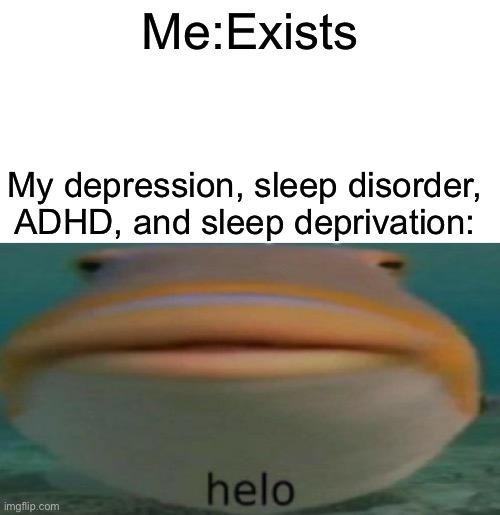 Me:Exists
My depression, sleep disorder,
ADHD, and sleep deprivation:
helo
imgflip.com